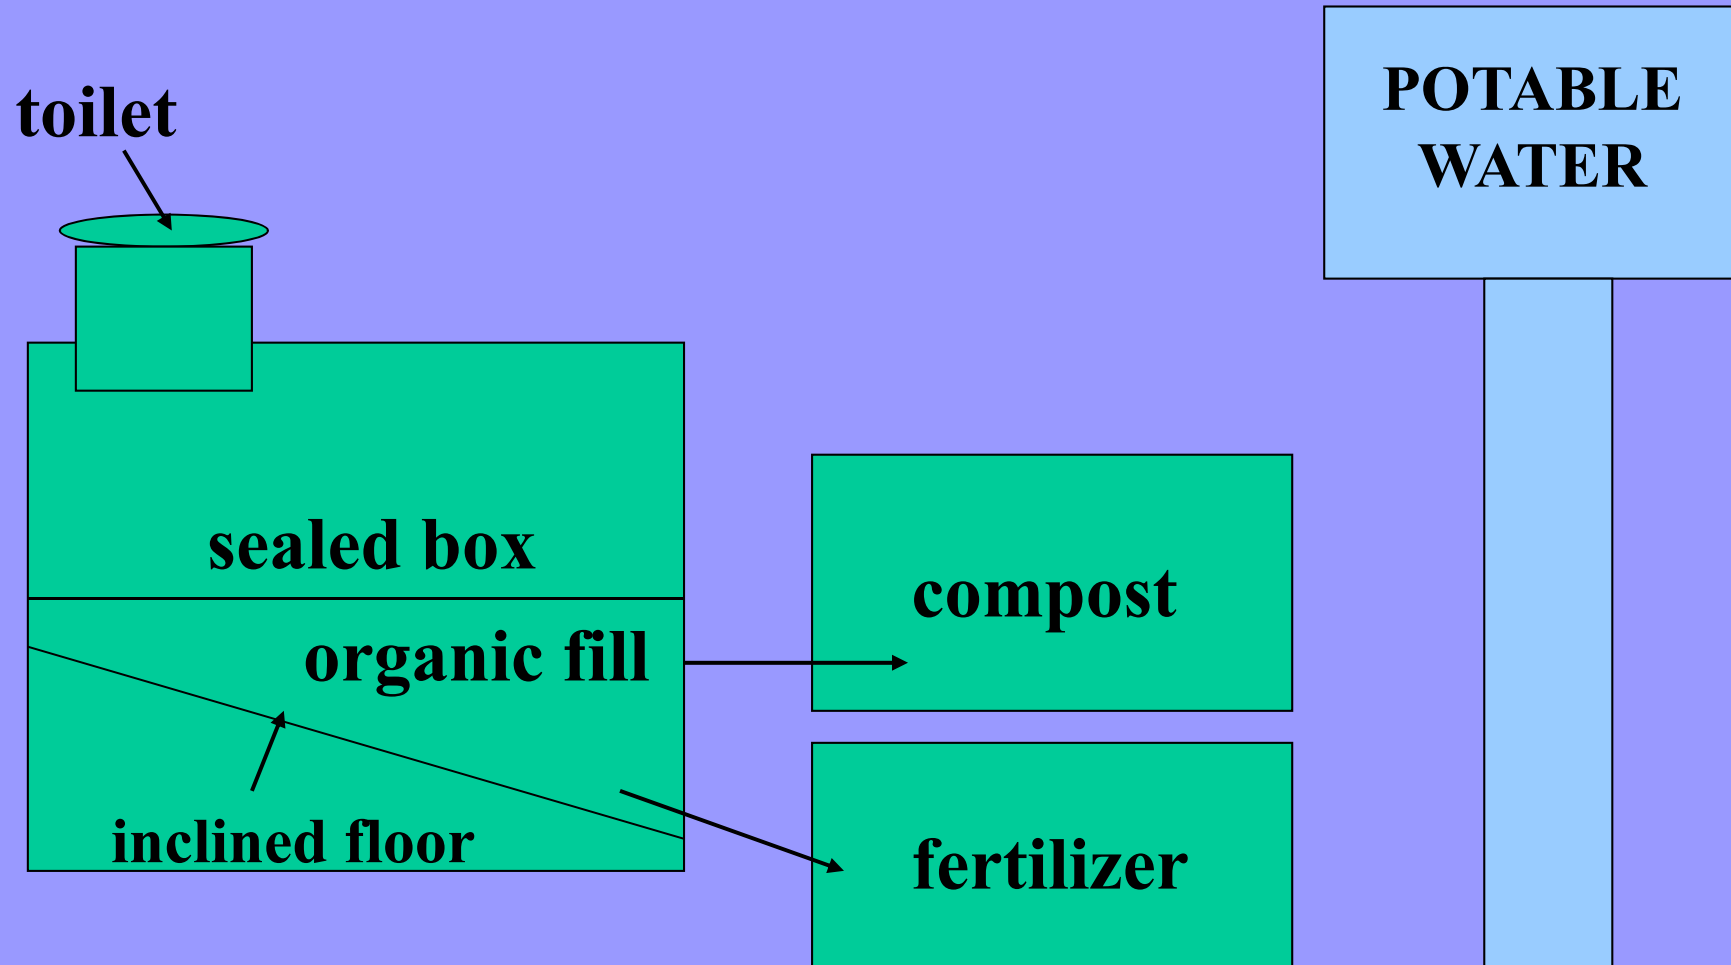 toilet
POTABLE
WATER
sealed box
organic fill
compost
inclined floor
fertilizer